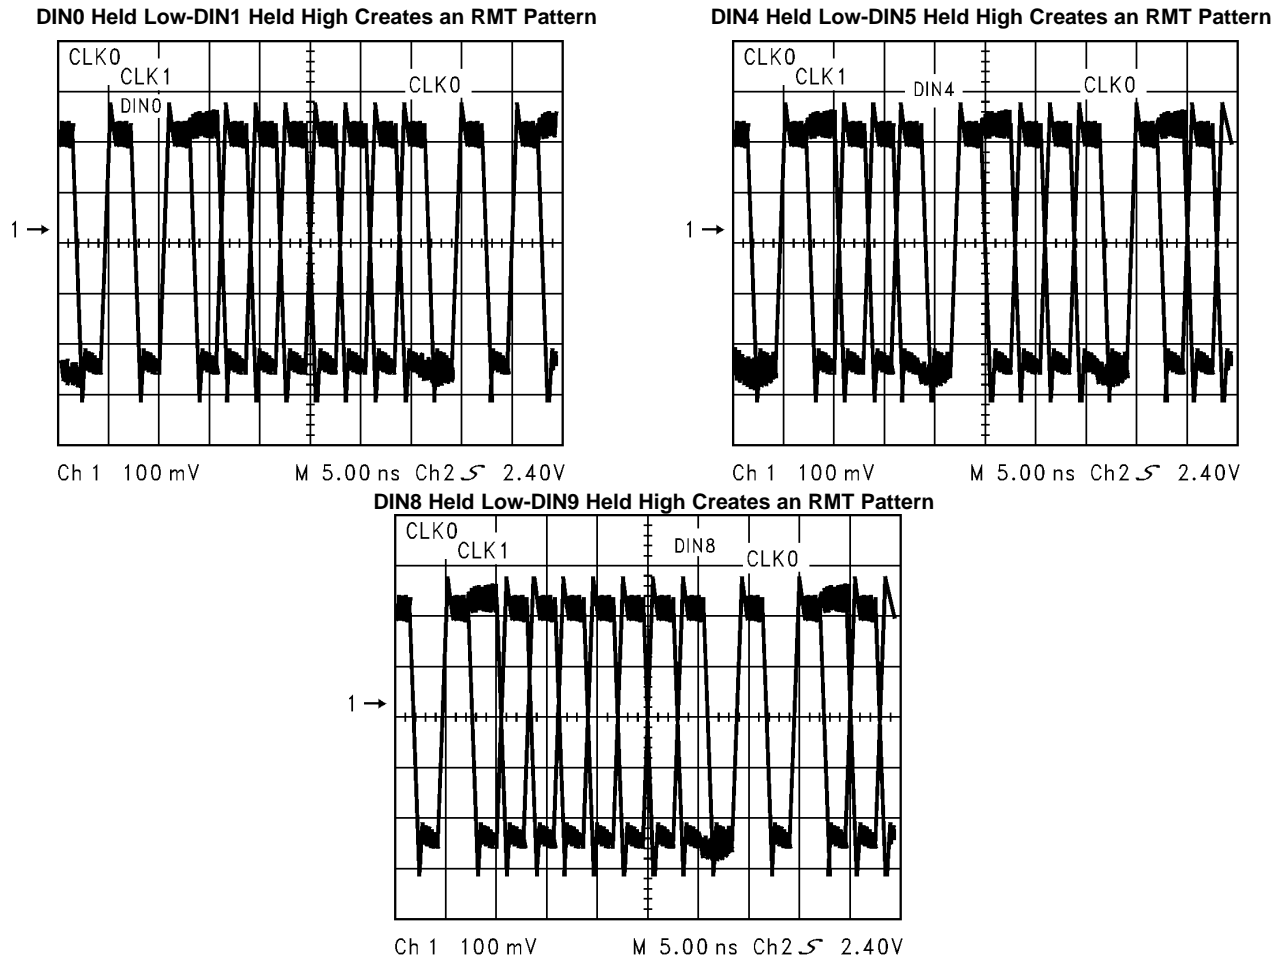 DIN0 Held Low-DIN1 Held High Creates an RMT Pattern
CLK0
CLK1
DIN0
CLK0
1 →
Ch 1 100 mV M 5.00 ns Ch2 2.40V
DIN4 Held Low-DIN5 Held High Creates an RMT Pattern
CLK0
CLK1
DIN4
CLK0
1 →
Ch 1 100 mV M 5.00 ns Ch2 2.40V
DIN8 Held Low-DIN9 Held High Creates an RMT Pattern
CLK0
CLK1
DIN8
CLK0
1 →
Ch 1 100 mV M 5.00 ns Ch2 2.40V